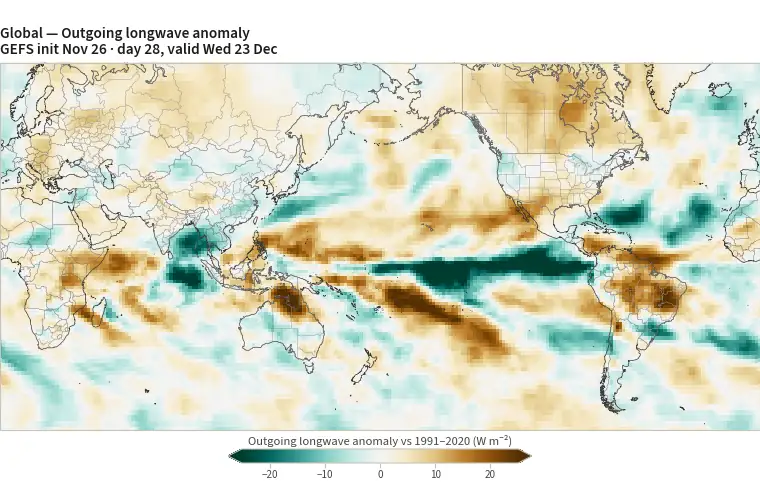 Global — Outgoing longwave anomaly
GEFS init Nov 26 · day 28, valid Wed 23 Dec
Outgoing longwave anomaly vs 1991–2020 (W m⁻²)
−20 −10 0 10 20